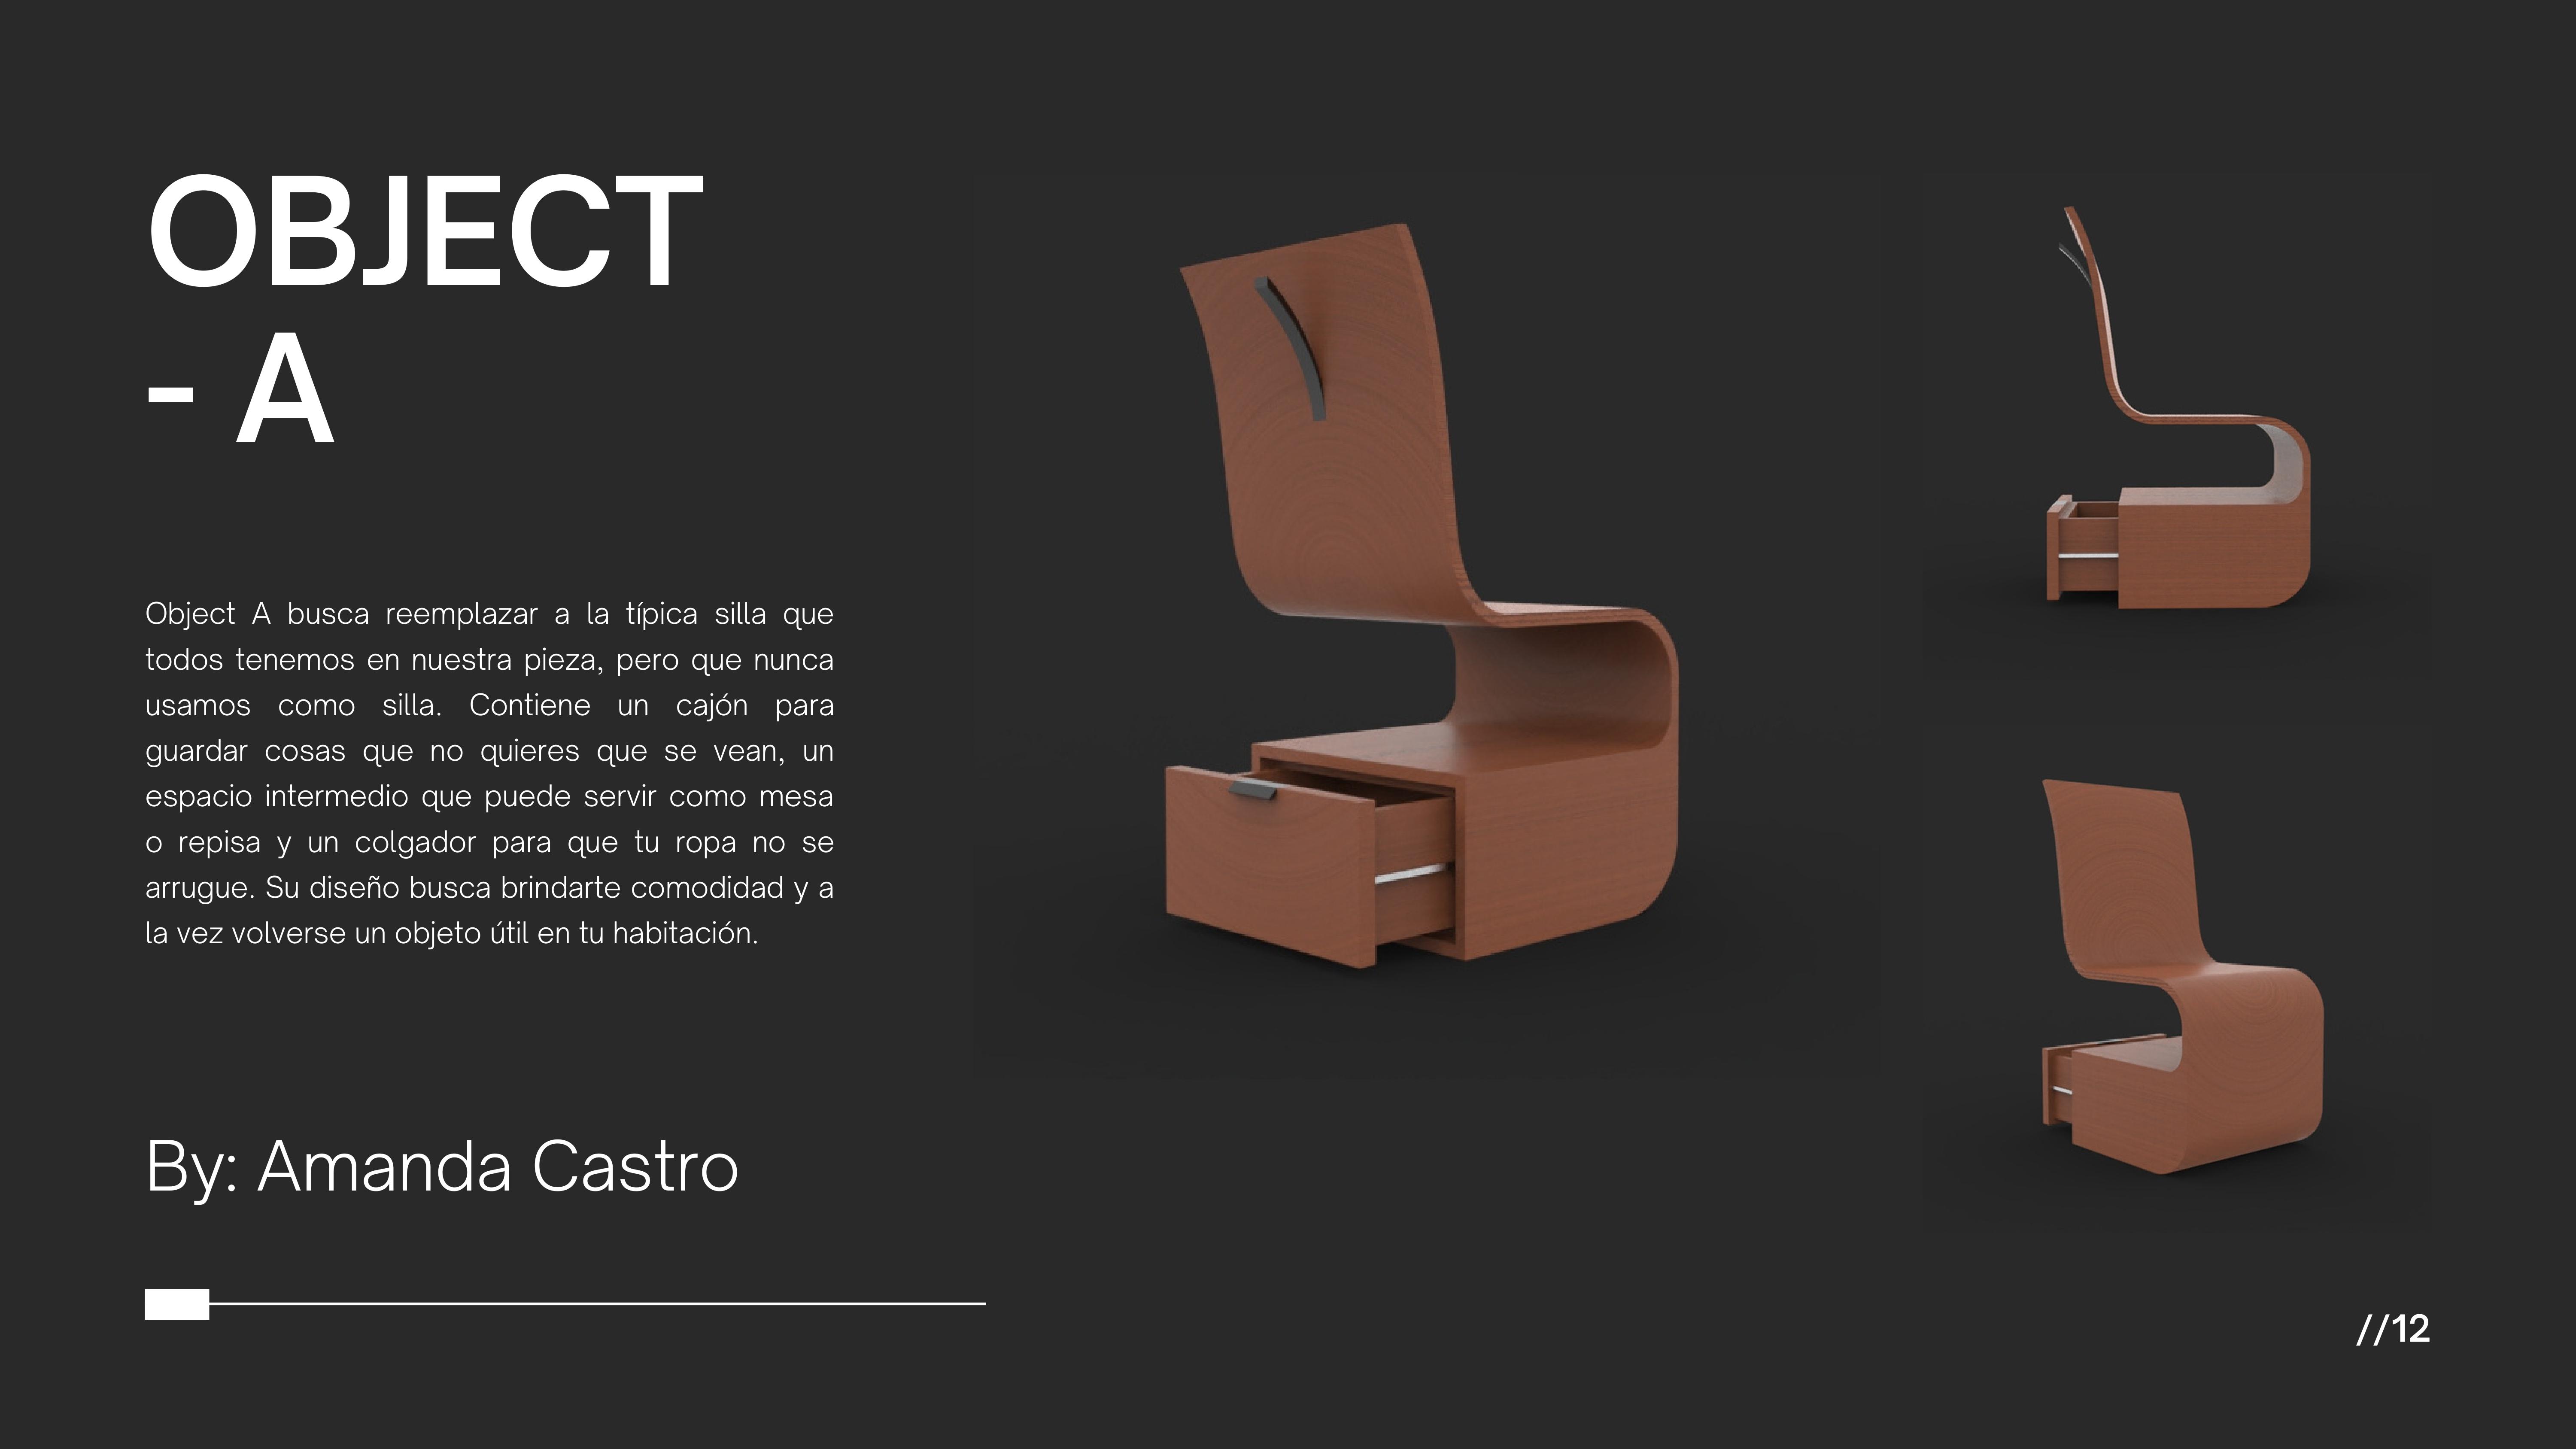 OBJECT
- A
Object A busca reemplazar a la típica silla que
todos tenemos en nuestra pieza, pero que nunca
usamos como silla. Contiene un cajón para
guardar cosas que no quieres que se vean, un
espacio intermedio que puede servir como mesa
o repisa y un colgador para que tu ropa no se
arrugue. Su diseño busca brindarte comodidad y a
la vez volverse un objeto útil en tu habitación.
By: Amanda Castro
//12